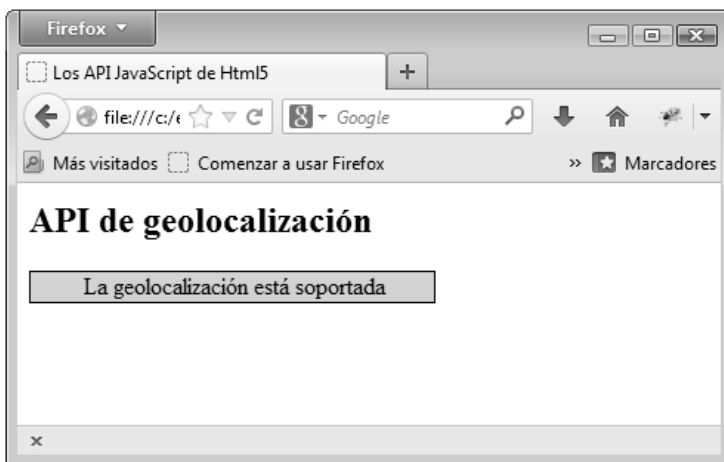 Firefox
Los API JavaScript de Html5
file:///c:/e
Google
Más visitados Comenzar a usar Firefox » Marcadores
API de geolocalización
La geolocalización está soportada